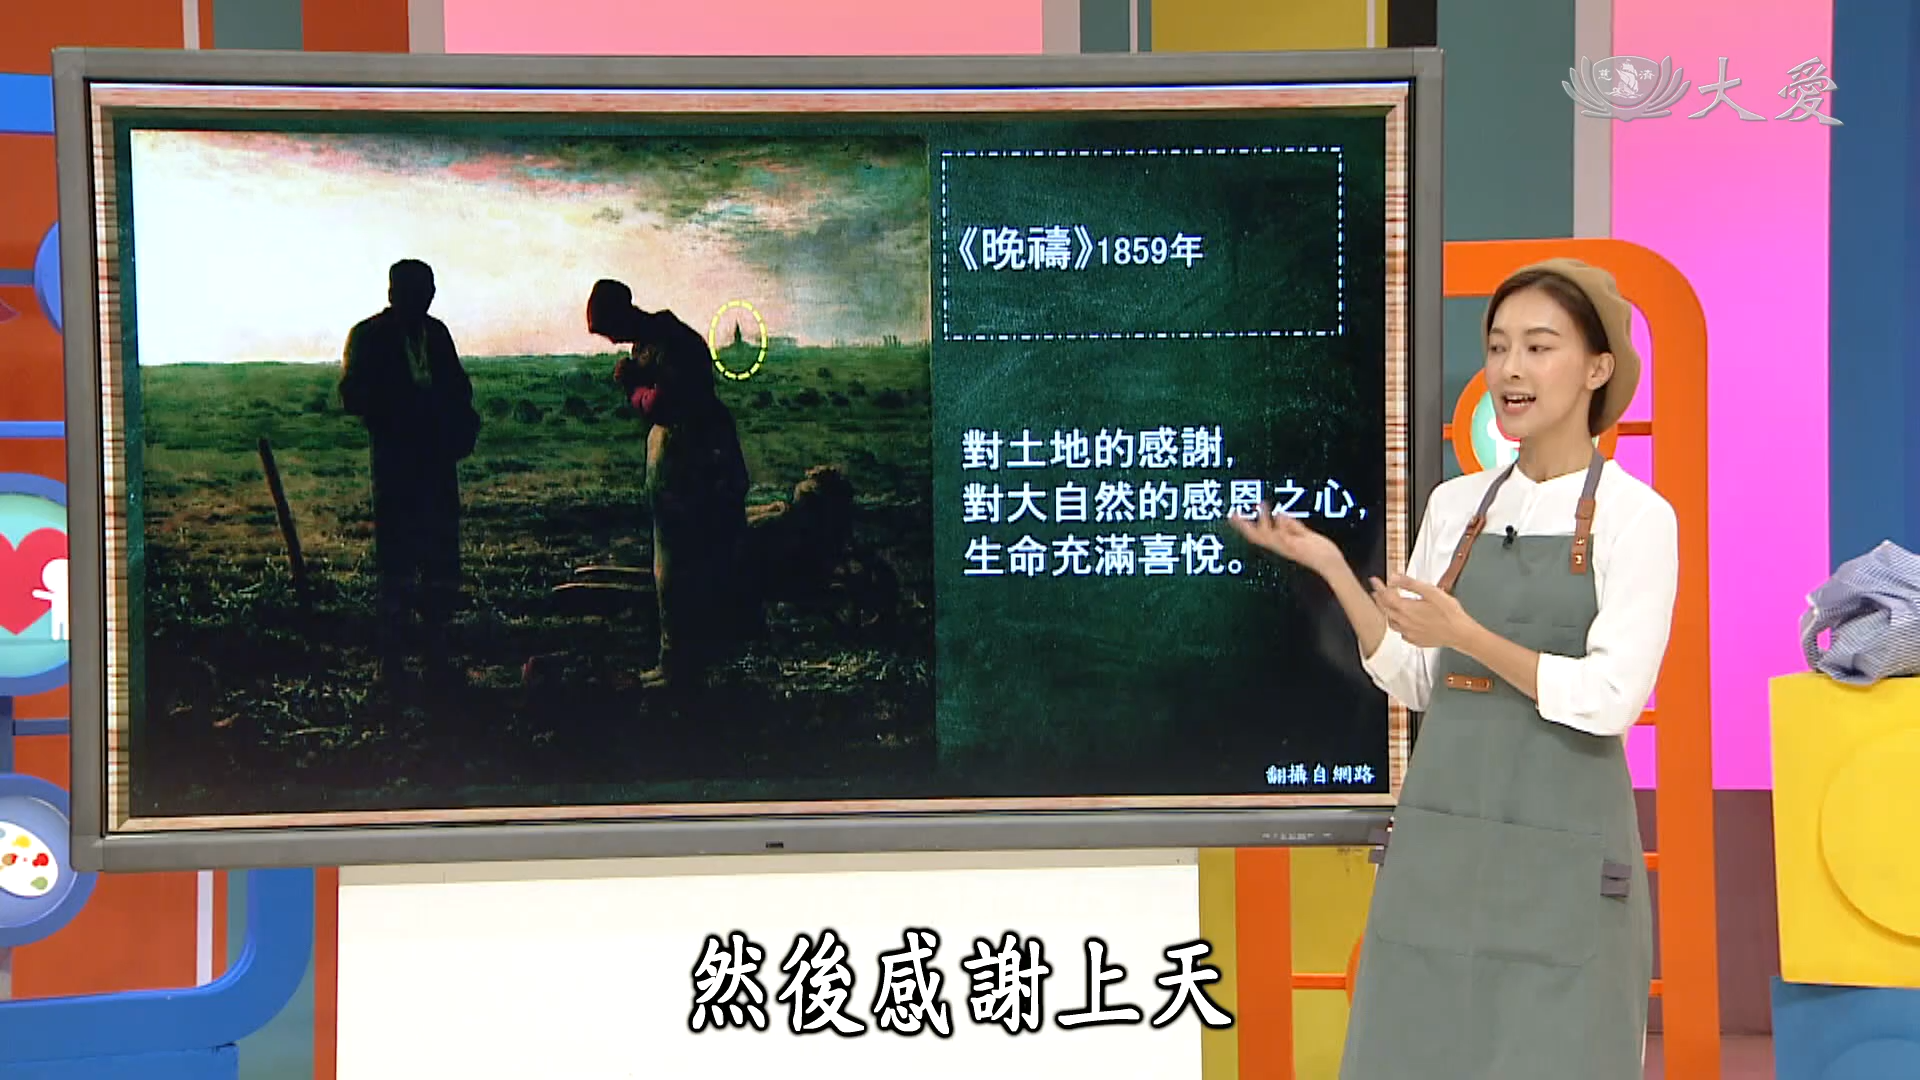 慈濟
大愛
《晚禱》1859年
對土地的感謝,
對大自然的感恩之心,
生命充滿喜悅。
翻攝自網路
然後感謝上天